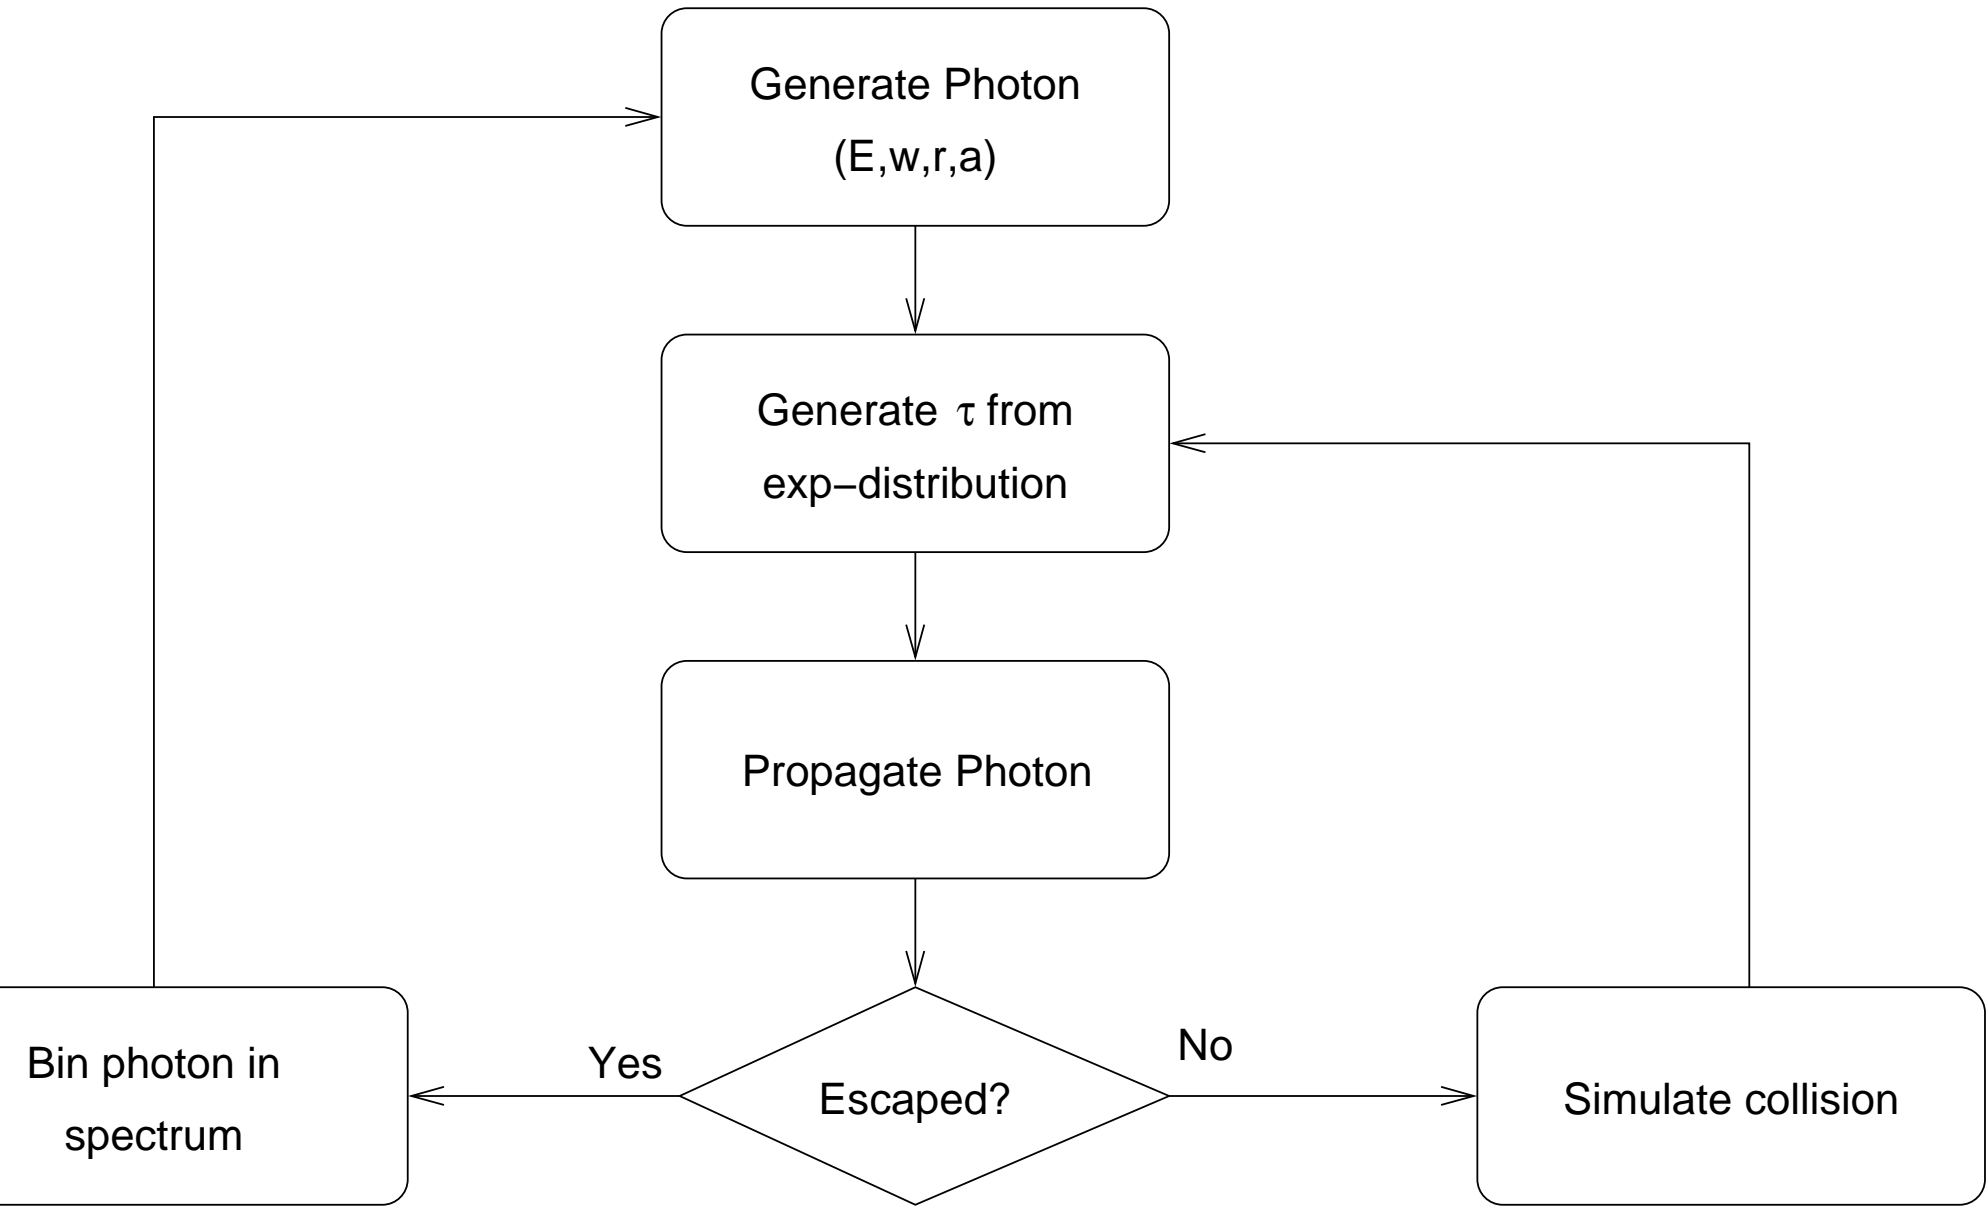 Generate Photon
(E,w,r,a)
Generate τ from
exp−distribution
Propagate Photon
Escaped?
Yes
No
Bin photon in
spectrum
Simulate collision